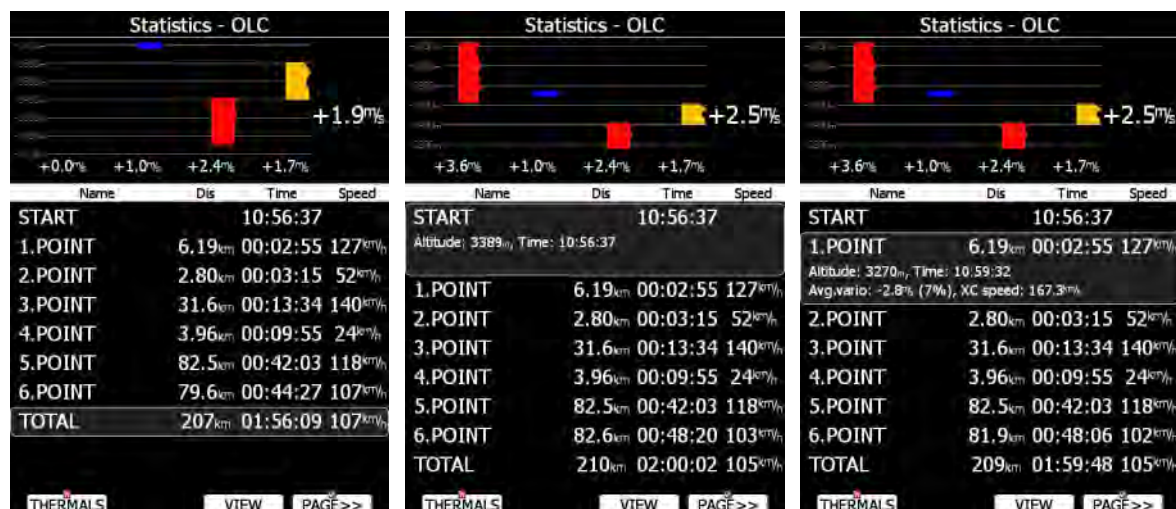 Statistics - OLC
+1.9m/s
+0.0m/s +1.0m/s +2.4m/s +1.7m/s
Name Dis Time Speed
START 10:56:37
1.POINT 6.19km 00:02:55 127km/h
2.POINT 2.80km 00:03:15 52km/h
3.POINT 31.6km 00:13:34 140km/h
4.POINT 3.96km 00:09:55 24km/h
5.POINT 82.5km 00:42:03 118km/h
6.POINT 79.6km 00:44:27 107km/h
TOTAL 207km 01:56:09 107km/h
THERMALS VIEW PAGE>>
Statistics - OLC
+2.5m/s
+3.6m/s +1.0m/s +2.4m/s +1.7m/s
Name Dis Time Speed
START 10:56:37
Altitude: 3389m, Time: 10:56:37
1.POINT 6.19km 00:02:55 127km/h
2.POINT 2.80km 00:03:15 52km/h
3.POINT 31.6km 00:13:34 140km/h
4.POINT 3.96km 00:09:55 24km/h
5.POINT 82.5km 00:42:03 118km/h
6.POINT 82.6km 00:48:20 103km/h
TOTAL 210km 02:00:02 105km/h
THERMALS VIEW PAGE>>
Statistics - OLC
+2.5m/s
+3.6m/s +1.0m/s +2.4m/s +1.7m/s
Name Dis Time Speed
START 10:56:37
1.POINT 6.19km 00:02:55 127km/h
Altitude: 3270m, Time: 10:59:32
Avg.vario: -2.8m/s (7%), XC speed: 167.3km/h
2.POINT 2.80km 00:03:15 52km/h
3.POINT 31.6km 00:13:34 140km/h
4.POINT 3.96km 00:09:55 24km/h
5.POINT 82.5km 00:42:03 118km/h
6.POINT 81.9km 00:48:06 102km/h
TOTAL 209km 01:59:48 105km/h
THERMALS VIEW PAGE>>